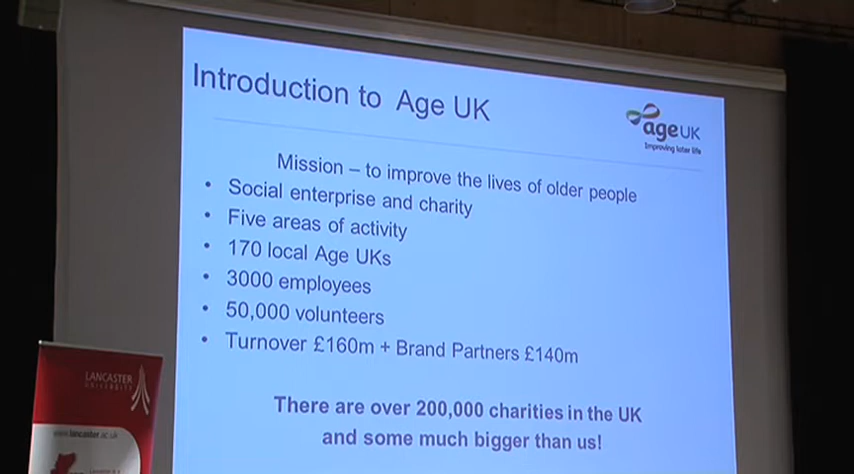 Introduction to Age UK
ageUK
Improving later life
Mission – to improve the lives of older people
• Social enterprise and charity
• Five areas of activity
• 170 local Age UKs
• 3000 employees
• 50,000 volunteers
• Turnover £160m + Brand Partners £140m
There are over 200,000 charities in the UK
and some much bigger than us!
LANCASTER
UNIVERSITY
www.lancaster.ac.uk